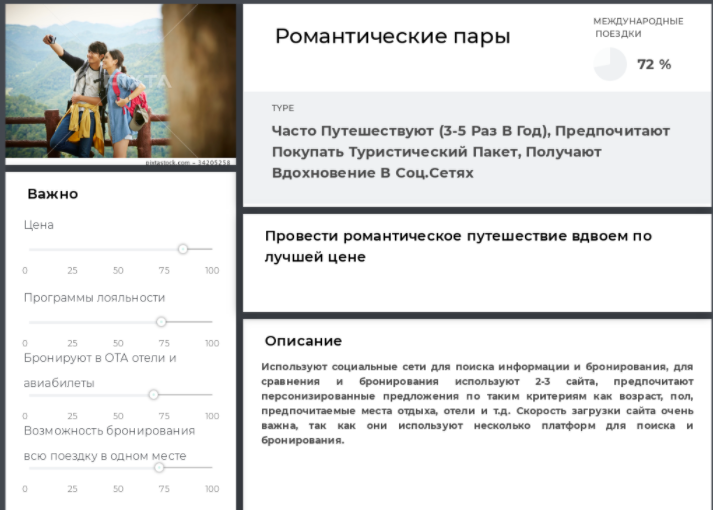 Романтические пары
МЕЖДУНАРОДНЫЕ
ПОЕЗДКИ
72 %
TYPE
Часто Путешествуют (3-5 Раз В Год), Предпочитают
Покупать Туристический Пакет, Получают
Вдохновение В Соц.Сетях
PIXTA
pixtastock.com - 34205258
Важно
Цена
0 25 50 75 100
Программы лояльности
0 25 50 75 100
Бронируют в ОТА отели и
авиабилеты
0 25 50 75 100
Возможность бронирования
всю поездку в одном месте
0 25 50 75 100
Провести романтическое путешествие вдвоем по
лучшей цене
Описание
Используют социальные сети для поиска информации и бронирования, для
сравнения и бронирования используют 2-3 сайта, предпочитают
персонизированные предложения по таким критериям как возраст, пол,
предпочитаемые места отдыха, отели и т.д. Скорость загрузки сайта очень
важна, так как они используют несколько платформ для поиска и
бронирования.